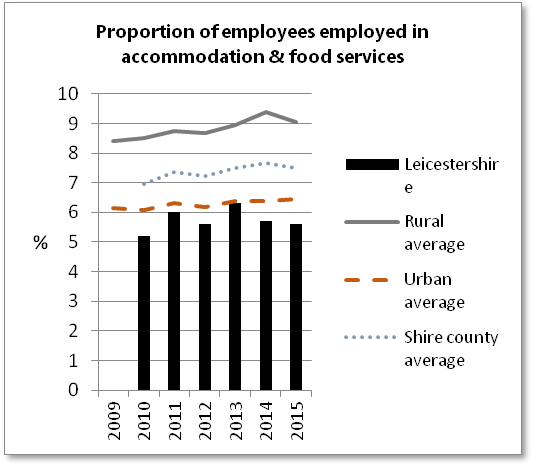 Proportion of employees employed in
accommodation & food services
10
9
8
7
6
5
4
3
2
1
0
%
2009
2010
2011
2012
2013
2014
2015
Leicestershir
e
Rural
average
Urban
average
Shire county
average